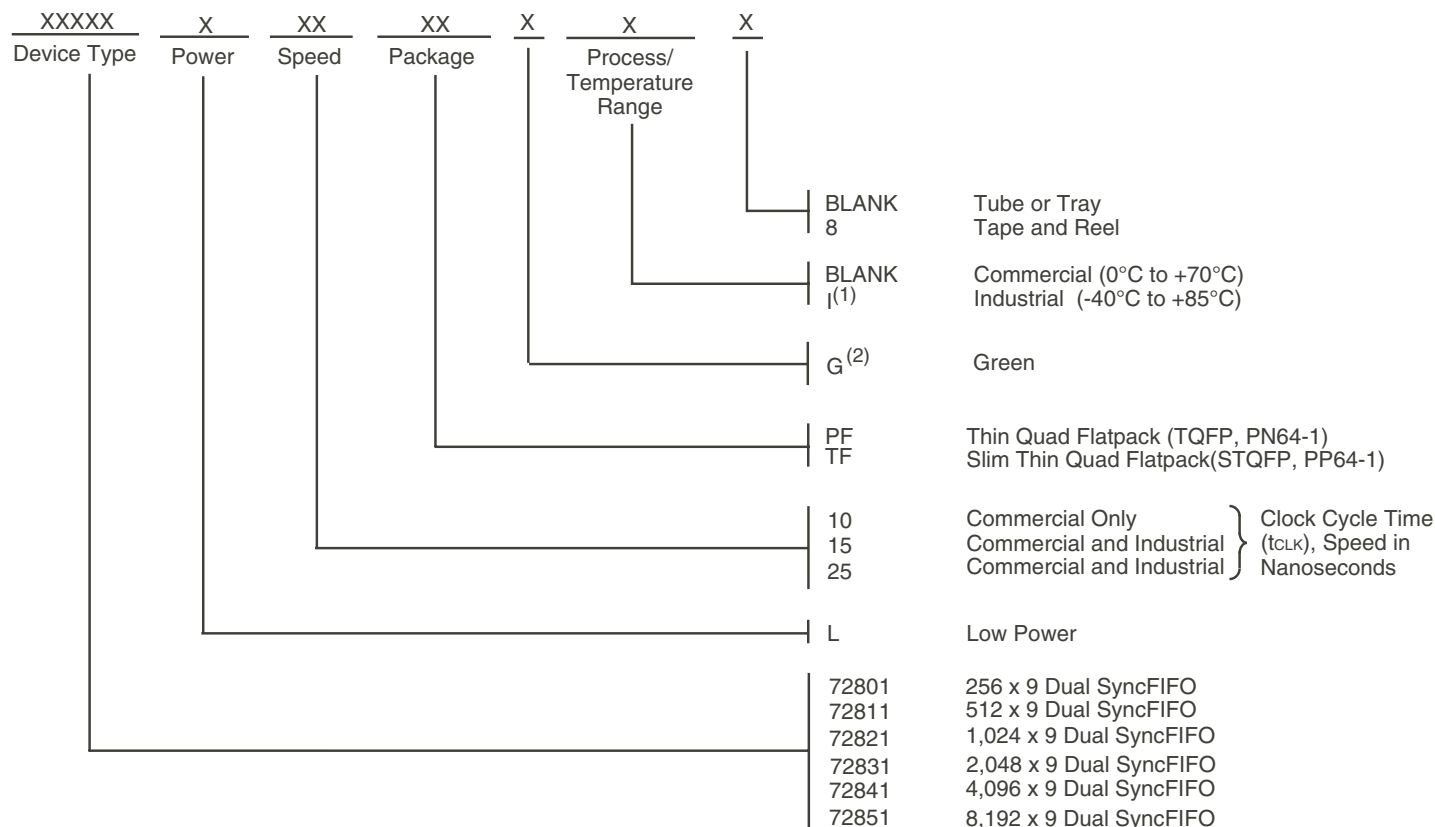 XXXXX X XX XX X X X
Device Type Power Speed Package Process/
Temperature
Range
BLANK Tube or Tray
8 Tape and Reel
BLANK Commercial (0°C to +70°C)
I(1) Industrial (-40°C to +85°C)
G(2) Green
PF Thin Quad Flatpack (TQFP, PN64-1)
TF Slim Thin Quad Flatpack(STQFP, PP64-1)
10 Commercial Only Clock Cycle Time
15 Commercial and Industrial (tCLK), Speed in
25 Commercial and Industrial Nanoseconds
L Low Power
72801 256 x 9 Dual SyncFIFO
72811 512 x 9 Dual SyncFIFO
72821 1,024 x 9 Dual SyncFIFO
72831 2,048 x 9 Dual SyncFIFO
72841 4,096 x 9 Dual SyncFIFO
72851 8,192 x 9 Dual SyncFIFO